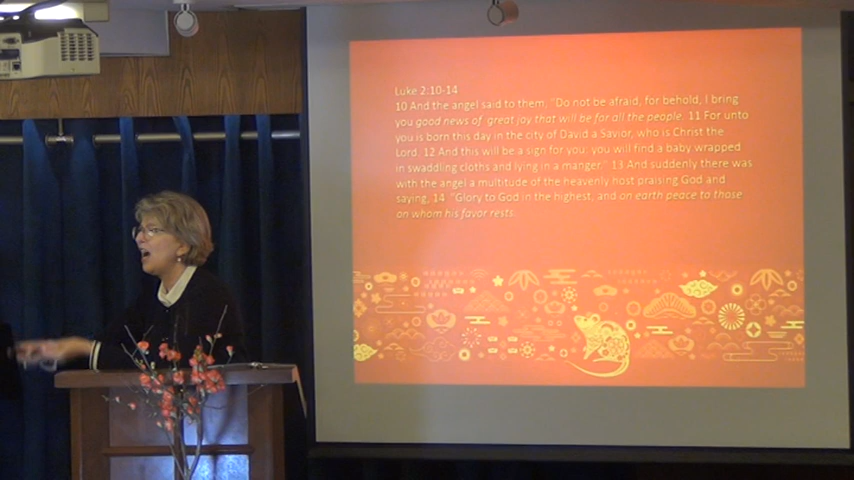 Luke 2:10-14
10 And the angel said to them, "Do not be afraid, for behold, I bring
you good news of great joy that will be for all the people. 11 For unto
you is born this day in the city of David a Savior, who is Christ the
Lord. 12 And this will be a sign for you: you will find a baby wrapped
in swaddling cloths and lying in a manger." 13 And suddenly there was
with the angel a multitude of the heavenly host praising God and
saying, 14 "Glory to God in the highest, and on earth peace to those
on whom his favor rests.